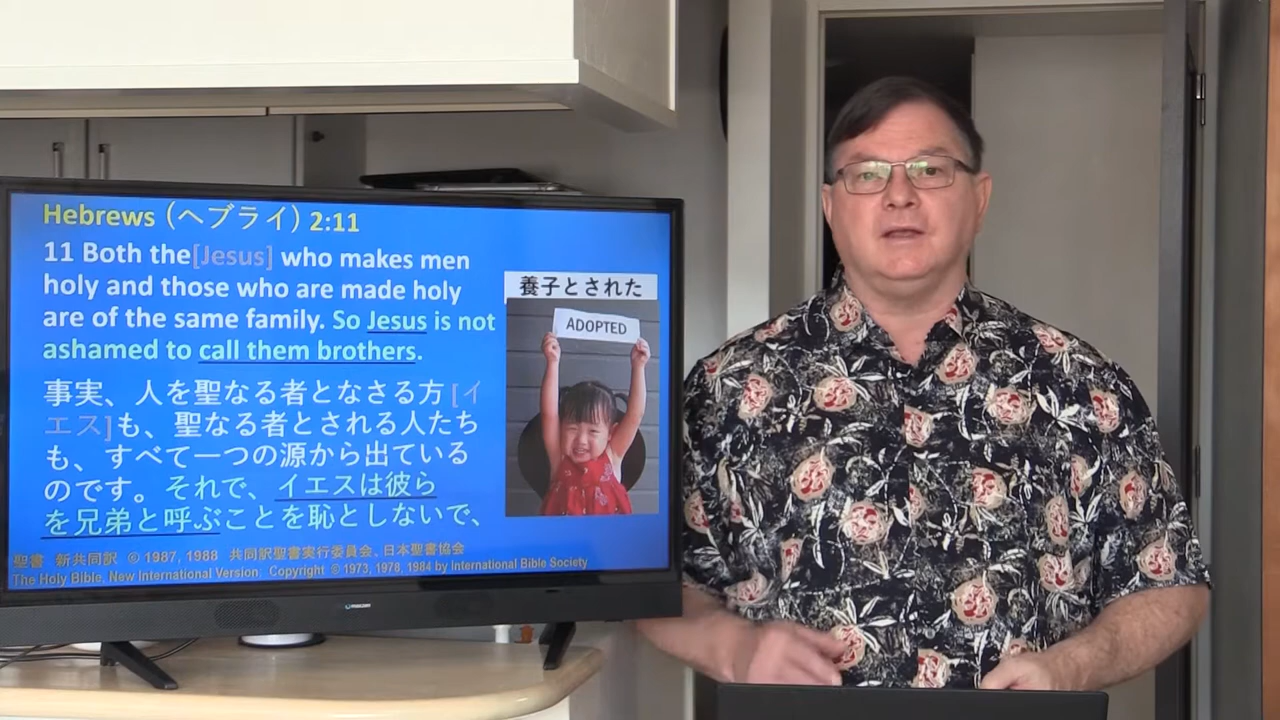 Hebrews (ヘブライ) 2:11
11 Both the[Jesus] who makes men
holy and those who are made holy
are of the same family. So Jesus is not
ashamed to call them brothers.
事実、人を聖なる者となさる方 [イ
エス]も、聖なる者とされる人たち
も、すべて一つの源から出ている
のです。それで、イエスは彼ら
を兄弟と呼ぶことを恥としないで、
養子とされた
ADOPTED
聖書 新共同訳 © 1987, 1988 共同訳聖書実行委員会、日本聖書協会
The Holy Bible, New International Version. Copyright © 1973, 1978, 1984 by International Bible Society